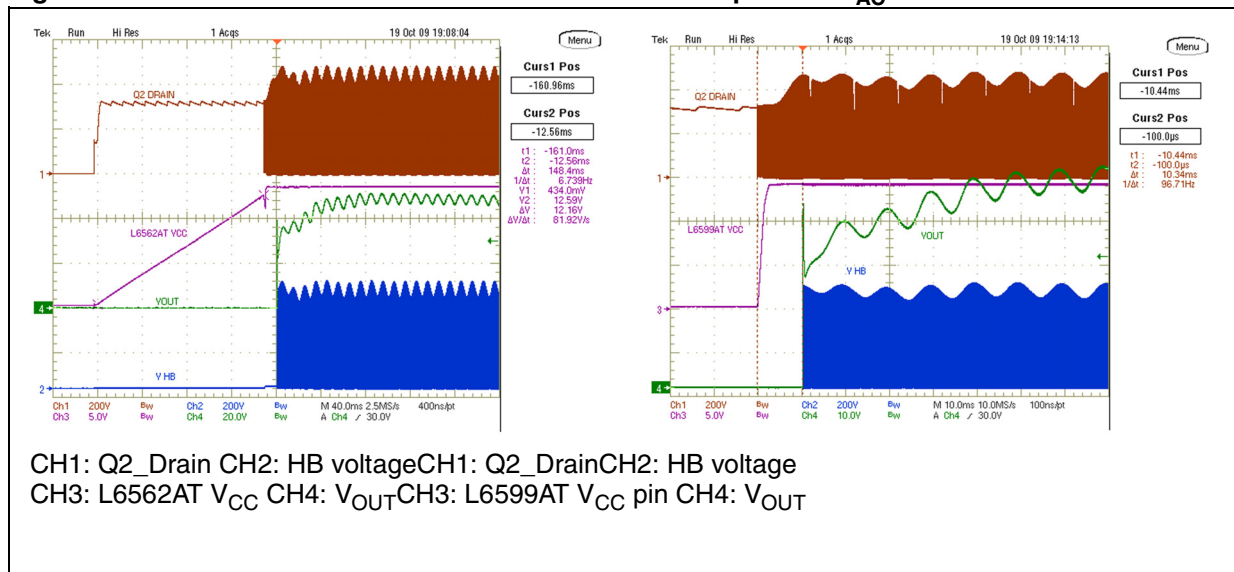 Tek Run Hi Res 1 Acqs 19 Oct 09 19:08:04
Menu
Curs1 Pos
-160.96ms
Curs2 Pos
-12.56ms
t1 : -161.0ms
t2 : -12.56ms
Δt : 148.4ms
1/Δt : 6.739Hz
V1 : 434.0mV
V2 : 12.59V
ΔV : 12.16V
ΔV/Δt : 81.92V/s
Q2 DRAIN
1
L6562AT VCC
VOUT
4
V HB
2
Ch1 200V Bw Ch2 200V Bw M 40.0ms 2.5MS/s 400ns/pt
Ch3 5.0V Bw Ch4 20.0V Bw A Ch4 / 30.0V
Tek Run Hi Res 1 Acqs 19 Oct 09 19:14:13
Menu
Curs1 Pos
-10.44ms
Curs2 Pos
-100.0µs
t1 : -10.44ms
t2 : -100.0µs
Δt : 10.34ms
1/Δt : 96.71Hz
Q2 DRAIN
1
L6599AT VCC
VOUT
V HB
3
4
Ch1 200V Bw Ch2 200V Bw M 10.0ms 10.0MS/s 100ns/pt
Ch3 5.0V Bw Ch4 10.0V Bw A Ch4 / 30.0V
CH1: Q2_Drain CH2: HB voltageCH1: Q2_DrainCH2: HB voltage
CH3: L6562AT VCC CH4: VOUTCH3: L6599AT VCC pin CH4: VOUT